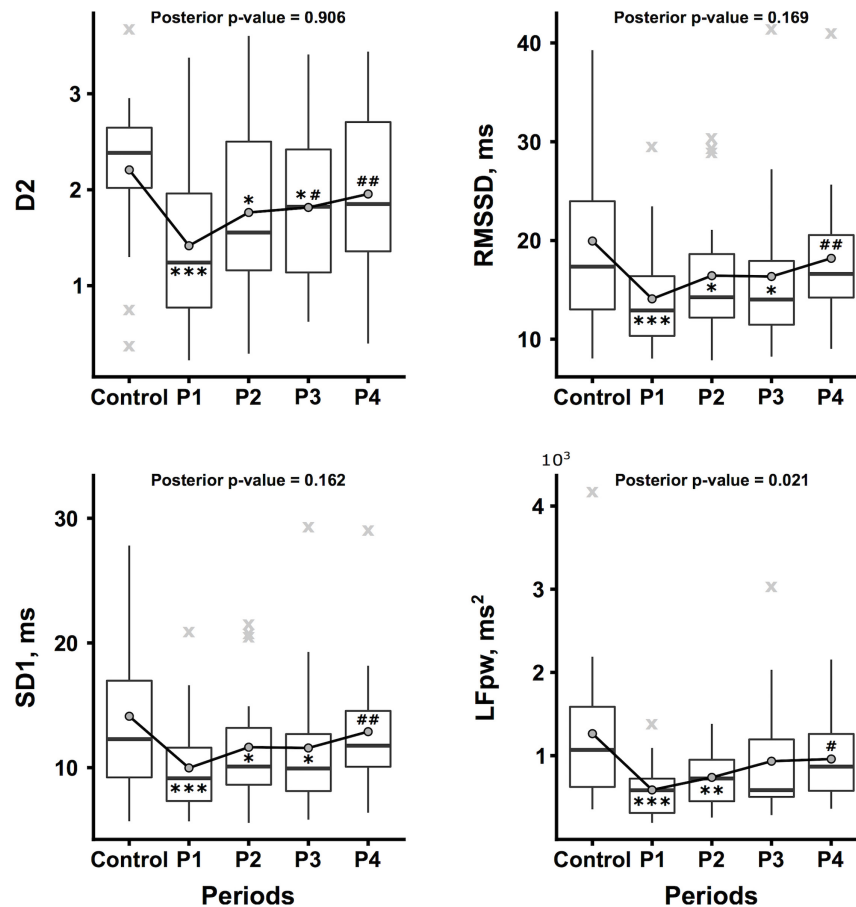 Posterior p-value = 0.906
D2
3
2
1
***
*
*#
##
Control P1 P2 P3 P4
Posterior p-value = 0.169
RMSSD, ms
40
30
20
10
***
*
*
##
Control P1 P2 P3 P4
Posterior p-value = 0.162
SD1, ms
30
20
10
***
*
*
##
Control P1 P2 P3 P4
Periods
10³
Posterior p-value = 0.021
LFpw, ms²
4
3
2
1
***
**
#
Control P1 P2 P3 P4
Periods